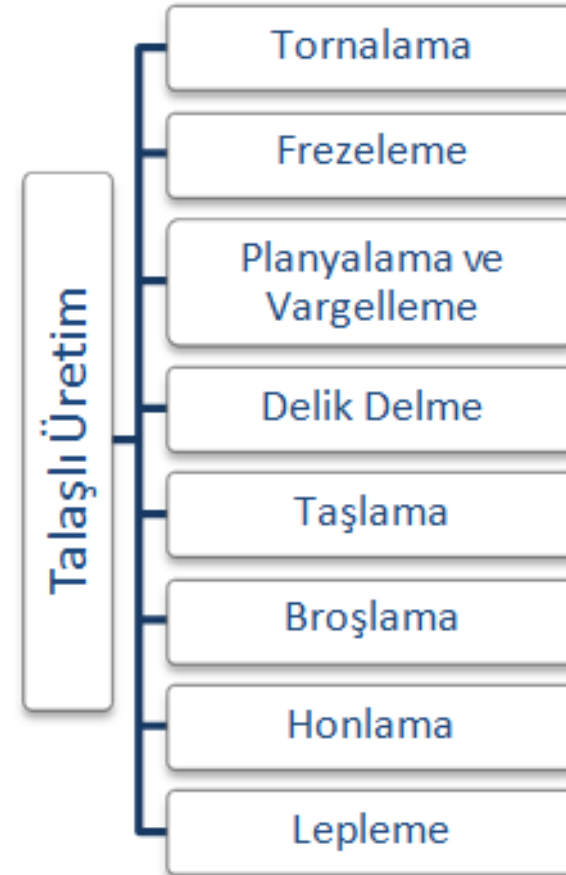 Talaşlı Üretim
Tornalama
Frezeleme
Planyalama ve
Vargelleme
Delik Delme
Taşlama
Broşlama
Honlama
Lepleme